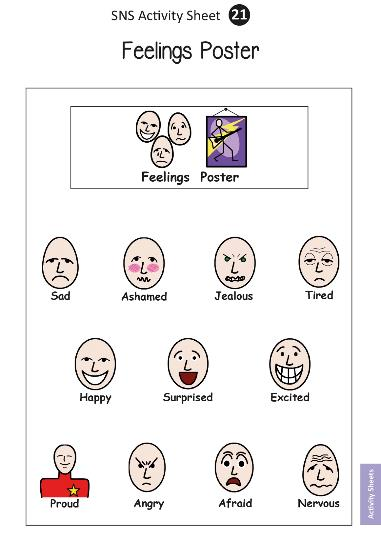 SNS Activity Sheet 21
Feelings Poster
Feelings Poster
Sad Ashamed Jealous Tired
Happy Surprised Excited
Proud Angry Afraid Nervous
Activity Sheets